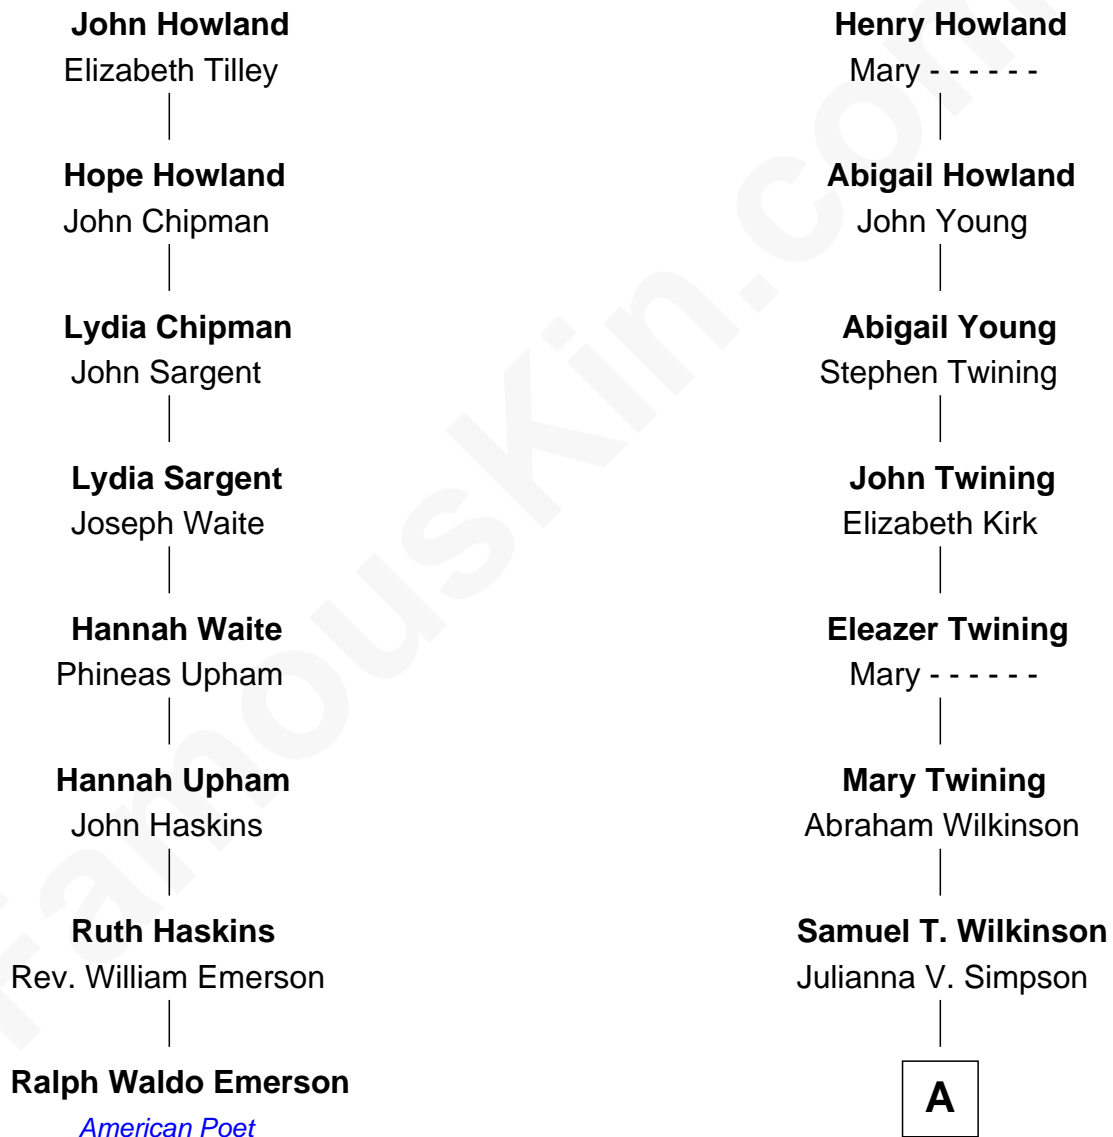 John Howland
Elizabeth Tilley
Hope Howland
John Chipman
Lydia Chipman
John Sargent
Lydia Sargent
Joseph Waite
Hannah Waite
Phineas Upham
Hannah Upham
John Haskins
Ruth Haskins
Rev. William Emerson
Ralph Waldo Emerson
American Poet
Henry Howland
Mary - - - - - -
Abigail Howland
John Young
Abigail Young
Stephen Twining
John Twining
Elizabeth Kirk
Eleazer Twining
Mary - - - - - -
Mary Twining
Abraham Wilkinson
Samuel T. Wilkinson
Julianna V. Simpson
A
FamousKin.com